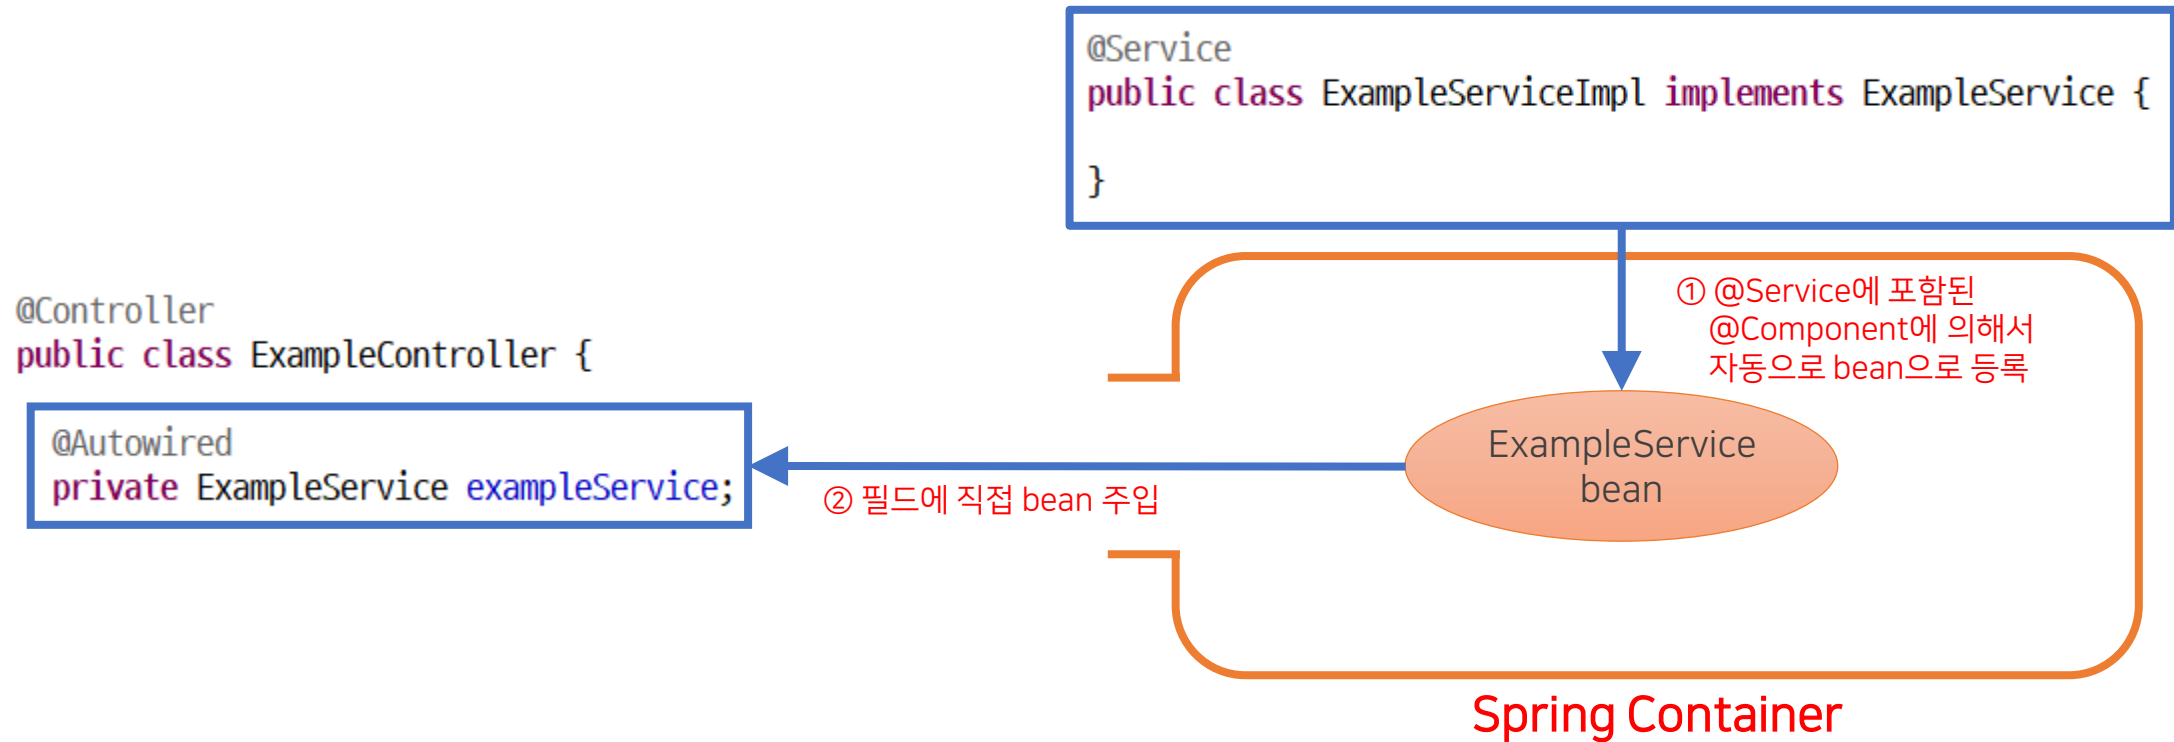 @Service
public class ExampleServiceImpl implements ExampleService {
}
① @Service에 포함된
@Component에 의해서
자동으로 bean으로 등록
@Controller
public class ExampleController {
@Autowired
private ExampleService exampleService;
② 필드에 직접 bean 주입
ExampleService
bean
Spring Container